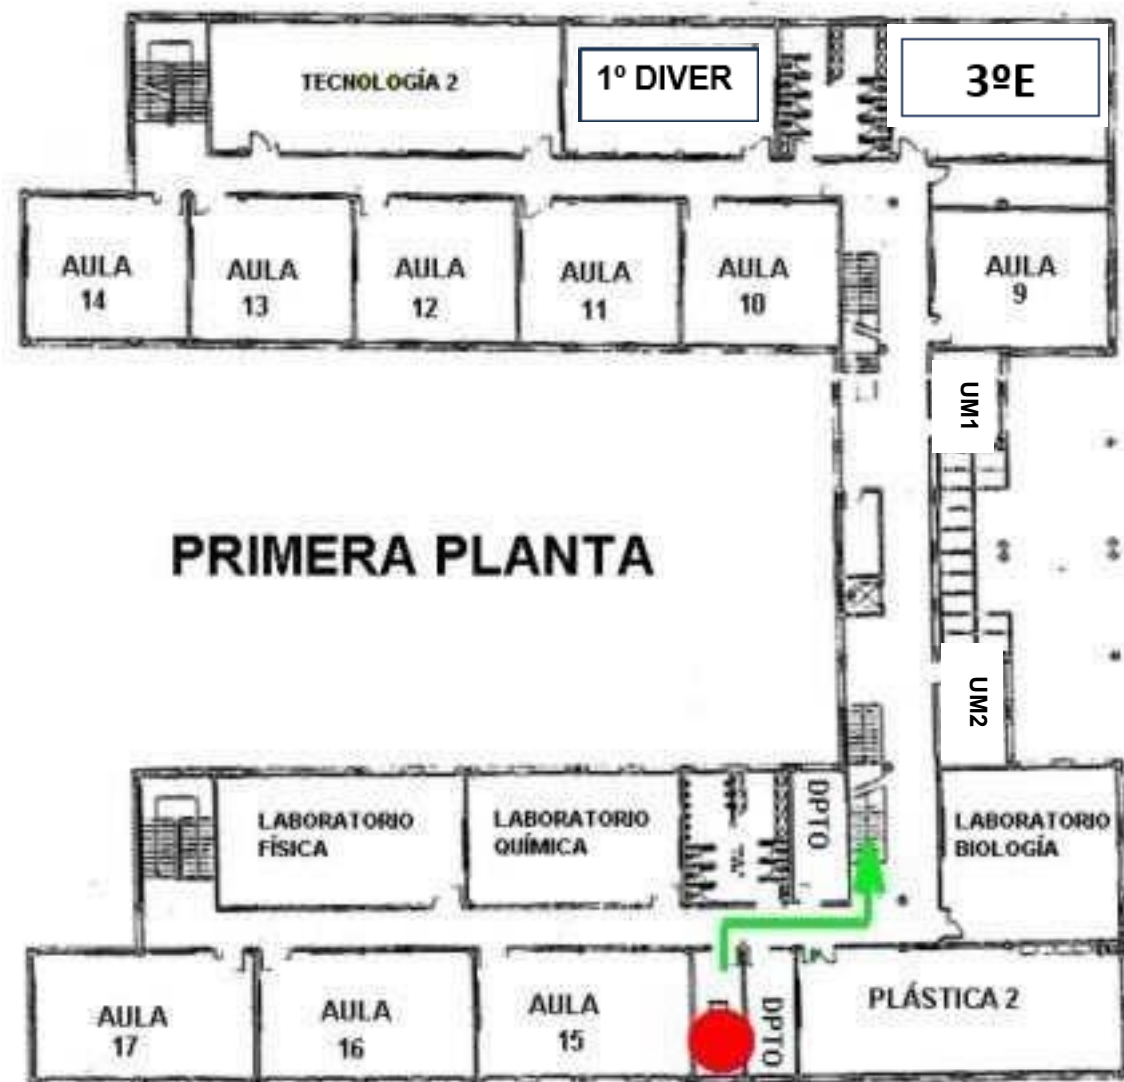 TECNOLOGÍA 2
1º DIVER
3ºE
AULA
14
AULA
13
AULA
12
AULA
11
AULA
10
AULA
9
UM1
PRIMERA PLANTA
UM2
LABORATORIO
FÍSICA
LABORATORIO
QUÍMICA
DPTO
LABORATORIO
BIOLOGÍA
AULA
17
AULA
16
AULA
15
DPTO
PLÁSTICA 2